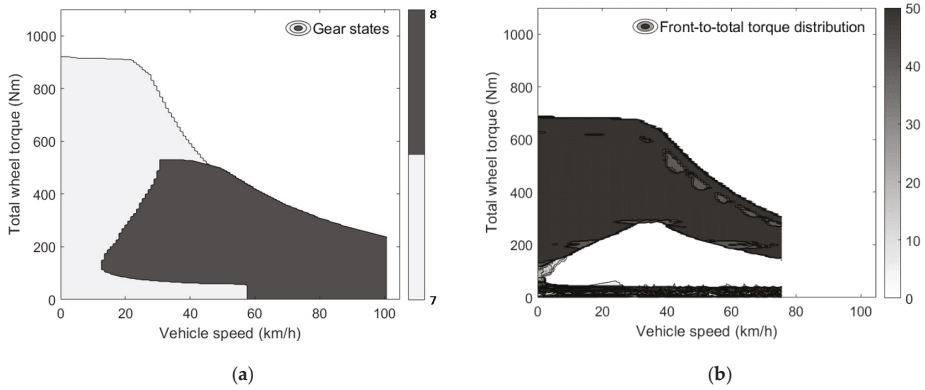 Gear states
8
7
1000
800
600
400
200
0
Total wheel torque (Nm)
0 20 40 60 80 100
Vehicle speed (km/h)
(a)
Front-to-total torque distribution
50
40
30
20
10
0
1000
800
600
400
200
0
Total wheel torque (Nm)
0 20 40 60 80 100
Vehicle speed (km/h)
(b)